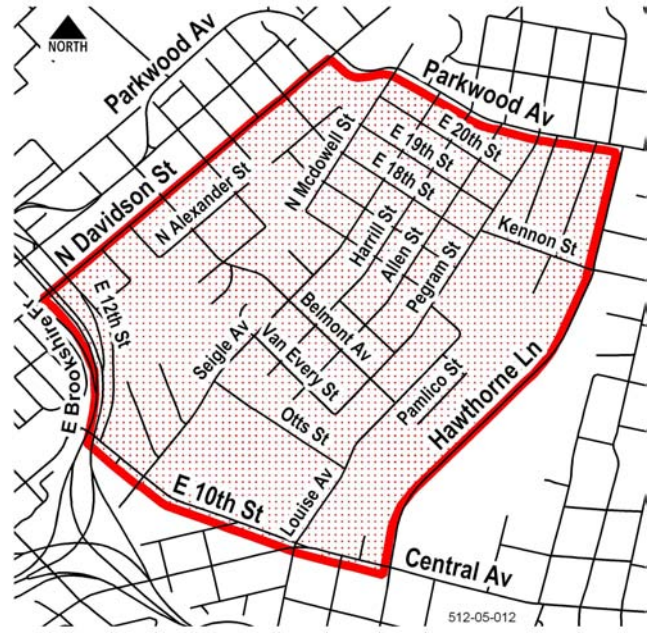 NORTH
Parkwood Av
Parkwood Av
N Davidson St
N Alexander St
N Mcdowell St
E 20th St
E 19th St
E 18th St
Kennon St
Harrill St
Allen St
Pegram St
E 12th St
E Brookshire Fr
Seigle Av
Belmont Av
Van Every St
Pamlico St
Hawthorne Ln
Otts St
Louise Av
E 10th St
Central Av
512-05-012